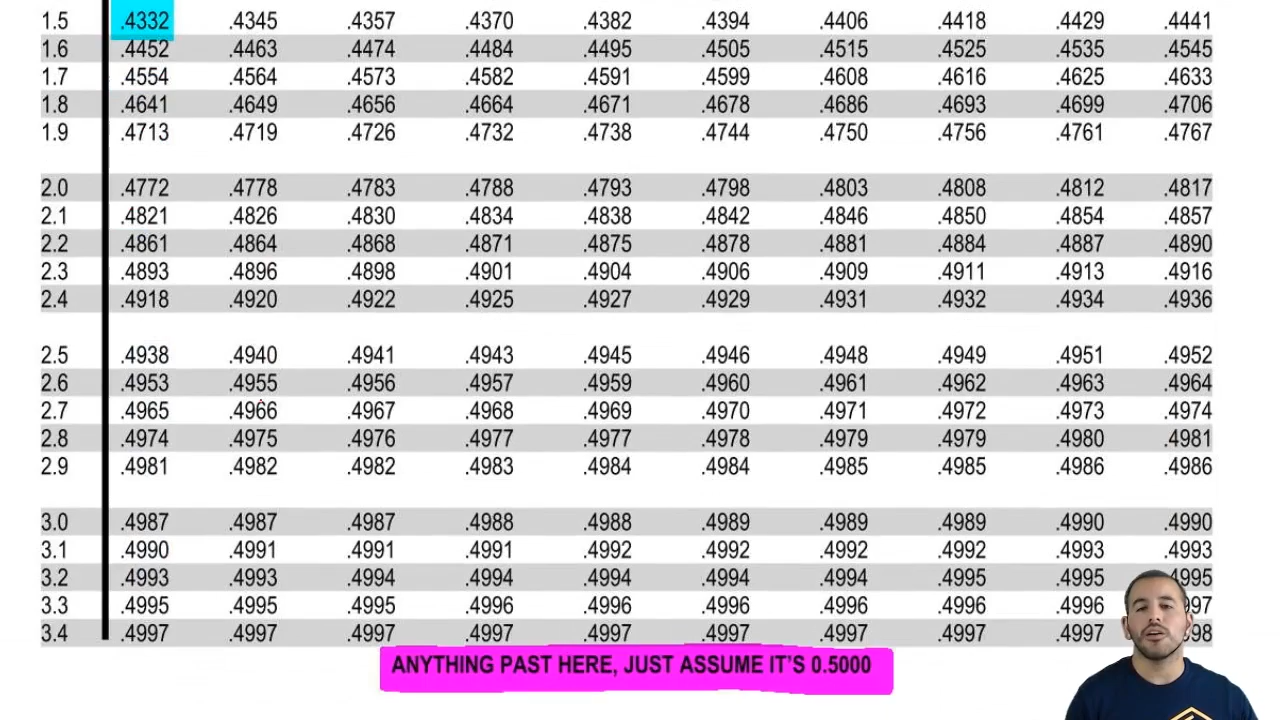 1.5 .4332 .4345 .4357 .4370 .4382 .4394 .4406 .4418 .4429 .4441
1.6 .4452 .4463 .4474 .4484 .4495 .4505 .4515 .4525 .4535 .4545
1.7 .4554 .4564 .4573 .4582 .4591 .4599 .4608 .4616 .4625 .4633
1.8 .4641 .4649 .4656 .4664 .4671 .4678 .4686 .4693 .4699 .4706
1.9 .4713 .4719 .4726 .4732 .4738 .4744 .4750 .4756 .4761 .4767
2.0 .4772 .4778 .4783 .4788 .4793 .4798 .4803 .4808 .4812 .4817
2.1 .4821 .4826 .4830 .4834 .4838 .4842 .4846 .4850 .4854 .4857
2.2 .4861 .4864 .4868 .4871 .4875 .4878 .4881 .4884 .4887 .4890
2.3 .4893 .4896 .4898 .4901 .4904 .4906 .4909 .4911 .4913 .4916
2.4 .4918 .4920 .4922 .4925 .4927 .4929 .4931 .4932 .4934 .4936
2.5 .4938 .4940 .4941 .4943 .4945 .4946 .4948 .4949 .4951 .4952
2.6 .4953 .4955 .4956 .4957 .4959 .4960 .4961 .4962 .4963 .4964
2.7 .4965 .4966 .4967 .4968 .4969 .4970 .4971 .4972 .4973 .4974
2.8 .4974 .4975 .4976 .4977 .4977 .4978 .4979 .4979 .4980 .4981
2.9 .4981 .4982 .4982 .4983 .4984 .4984 .4985 .4985 .4986 .4986
3.0 .4987 .4987 .4987 .4988 .4988 .4989 .4989 .4989 .4990 .4990
3.1 .4990 .4991 .4991 .4991 .4992 .4992 .4992 .4992 .4993 .4993
3.2 .4993 .4993 .4994 .4994 .4994 .4994 .4994 .4995 .4995 .4995
3.3 .4995 .4995 .4995 .4996 .4996 .4996 .4996 .4996 .4996 97
3.4 .4997 .4997 .4997 .4997 .4997 .4997 .4997 .4997 .4997 98
ANYTHING PAST HERE, JUST ASSUME IT'S 0.5000